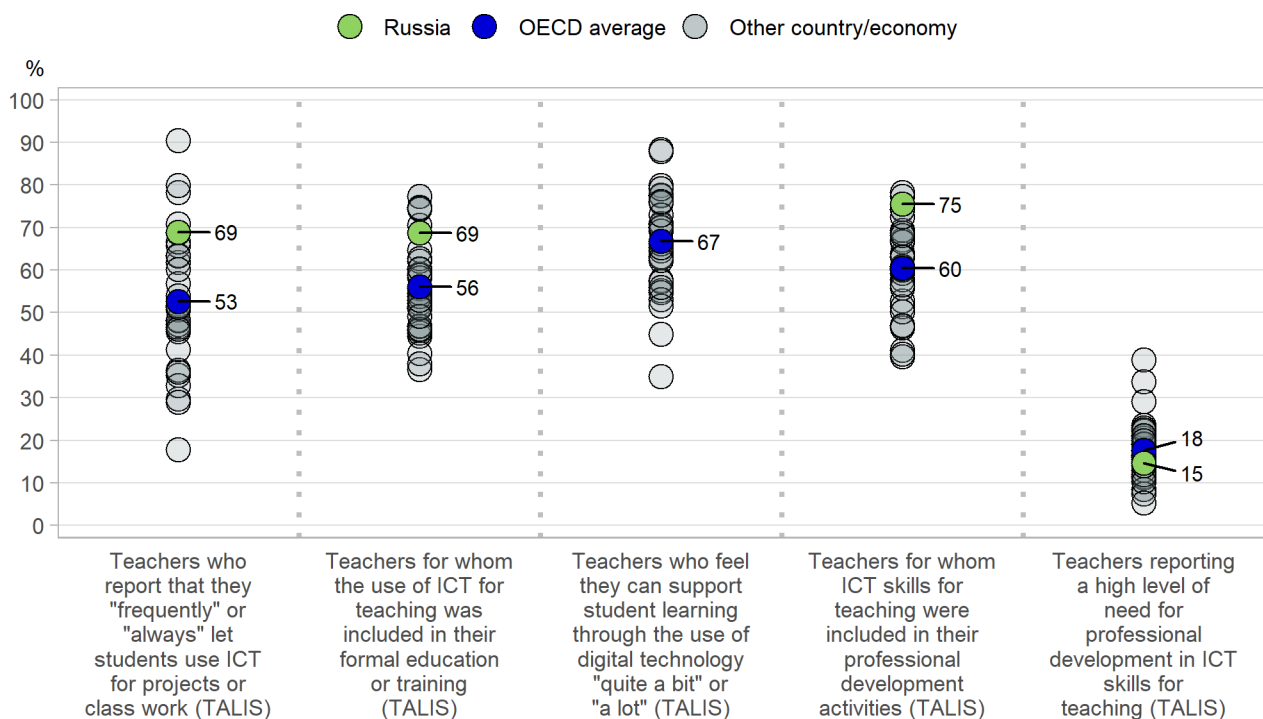 Russia OECD average Other country/economy
%
100
90
80
70
60
50
40
30
20
10
0
69
53
69
56
67
75
60
18
15
Teachers who
report that they
"frequently" or
"always" let
students use ICT
for projects or
class work (TALIS)
Teachers for whom
the use of ICT for
teaching was
included in their
formal education
or training
(TALIS)
Teachers who feel
they can support
student learning
through the use of
digital technology
"quite a bit" or
"a lot" (TALIS)
Teachers for whom
ICT skills for
teaching were
included in their
professional
development
activities (TALIS)
Teachers reporting
a high level of
need for
professional
development in ICT
skills for
teaching (TALIS)